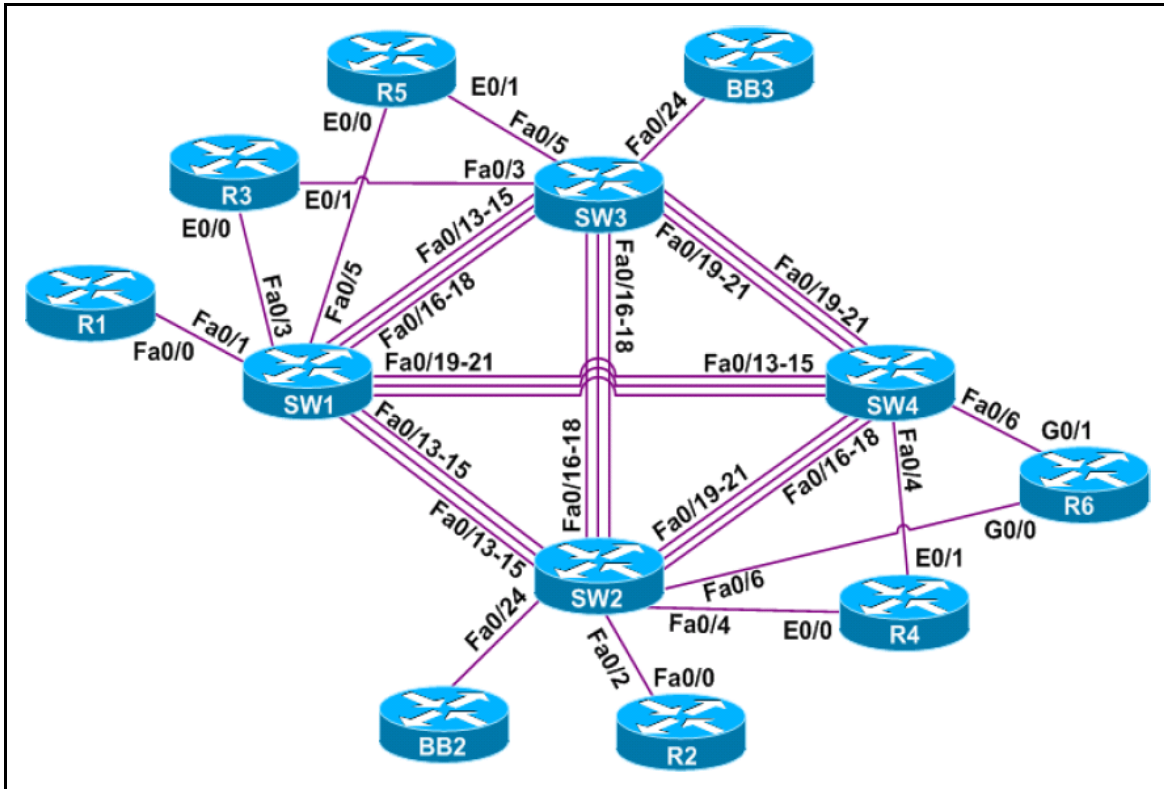 BB3
R5
E0/1
Fa0/24
E0/0
Fa0/5
R3
Fa0/3
E0/1
SW3
E0/0
Fa0/13-15
Fa0/16-18
Fa0/19-21
Fa0/19-21
R1
Fa0/1
Fa0/0
Fa0/3
Fa0/5
Fa0/16-18
Fa0/19-21
Fa0/13-15
SW1
SW4
Fa0/6
G0/1
Fa0/13-15
Fa0/13-15
Fa0/16-18
Fa0/19-21
Fa0/16-18
Fa0/4
R6
G0/0
E0/1
SW2
Fa0/6
Fa0/4
E0/0
R4
Fa0/24
Fa0/2
Fa0/0
BB2
R2